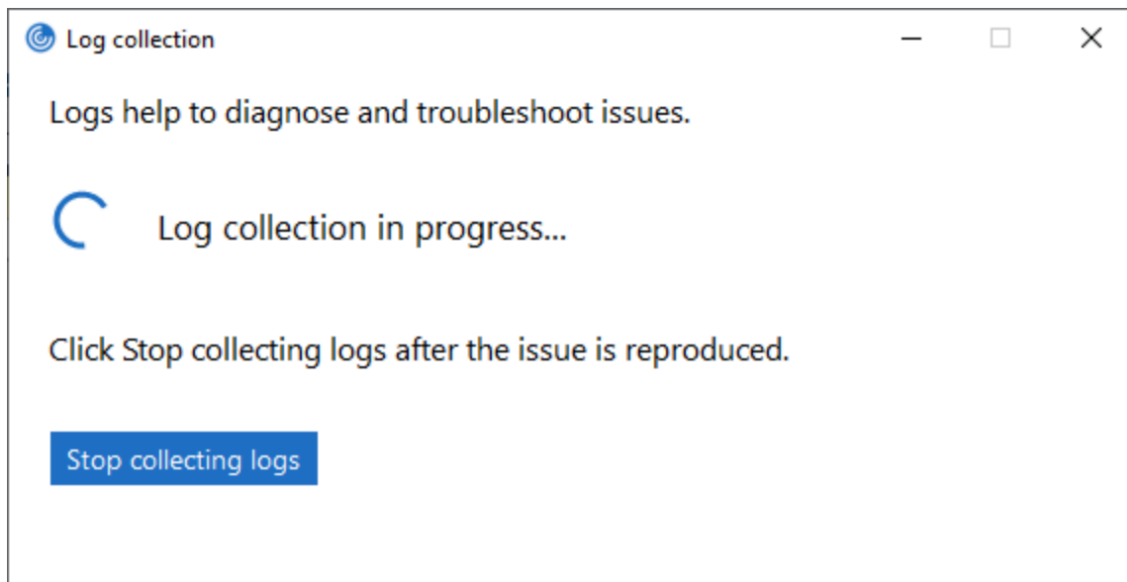 Log collection
Logs help to diagnose and troubleshoot issues.
Log collection in progress...
Click Stop collecting logs after the issue is reproduced.
Stop collecting logs